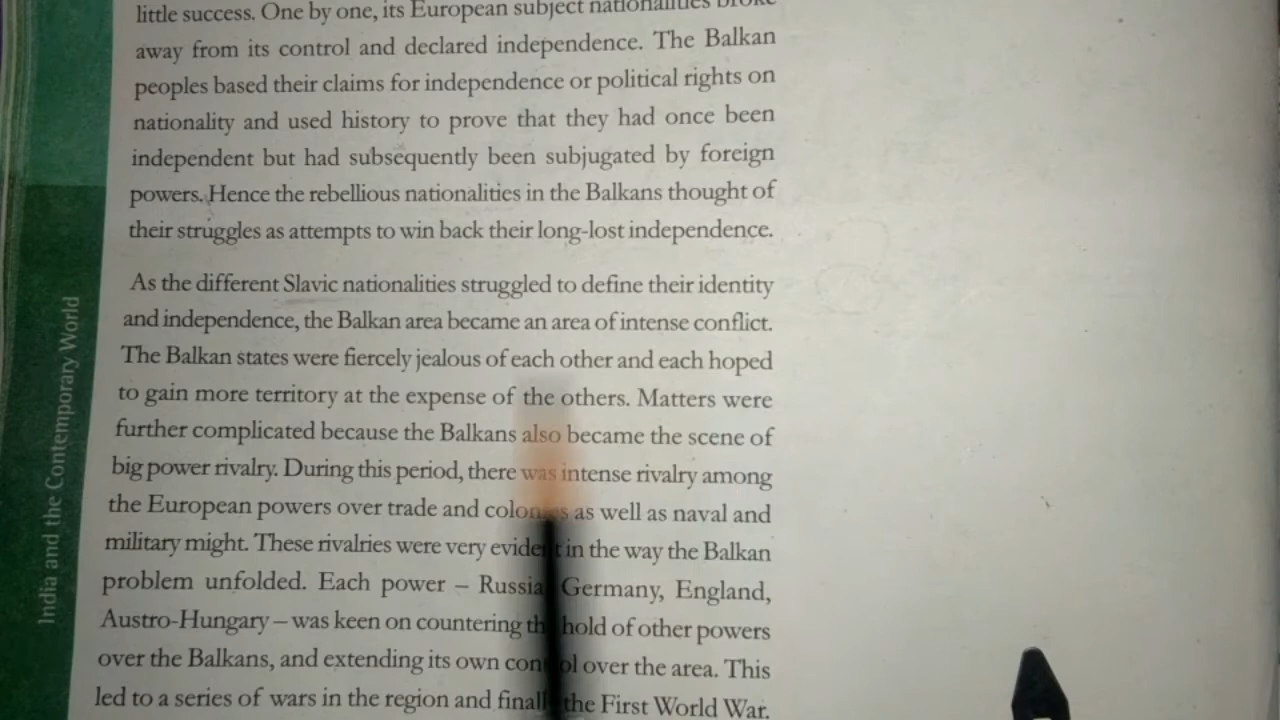 little success. One by one, its European subject nationalities broke
away from its control and declared independence. The Balkan
peoples based their claims for independence or political rights on
nationality and used history to prove that they had once been
independent but had subsequently been subjugated by foreign
powers. Hence the rebellious nationalities in the Balkans thought of
their struggles as attempts to win back their long-lost independence.
As the different Slavic nationalities struggled to define their identity
and independence, the Balkan area became an area of intense conflict.
The Balkan states were fiercely jealous of each other and each hoped
to gain more territory at the expense of the others. Matters were
further complicated because the Balkans also became the scene of
big power rivalry. During this period, there was intense rivalry among
the European powers over trade and colonies as well as naval and
military might. These rivalries were very evident in the way the Balkan
problem unfolded. Each power – Russia, Germany, England,
Austro-Hungary – was keen on countering the hold of other powers
over the Balkans, and extending its own control over the area. This
led to a series of wars in the region and finally the First World War.
India and the Contemporary World